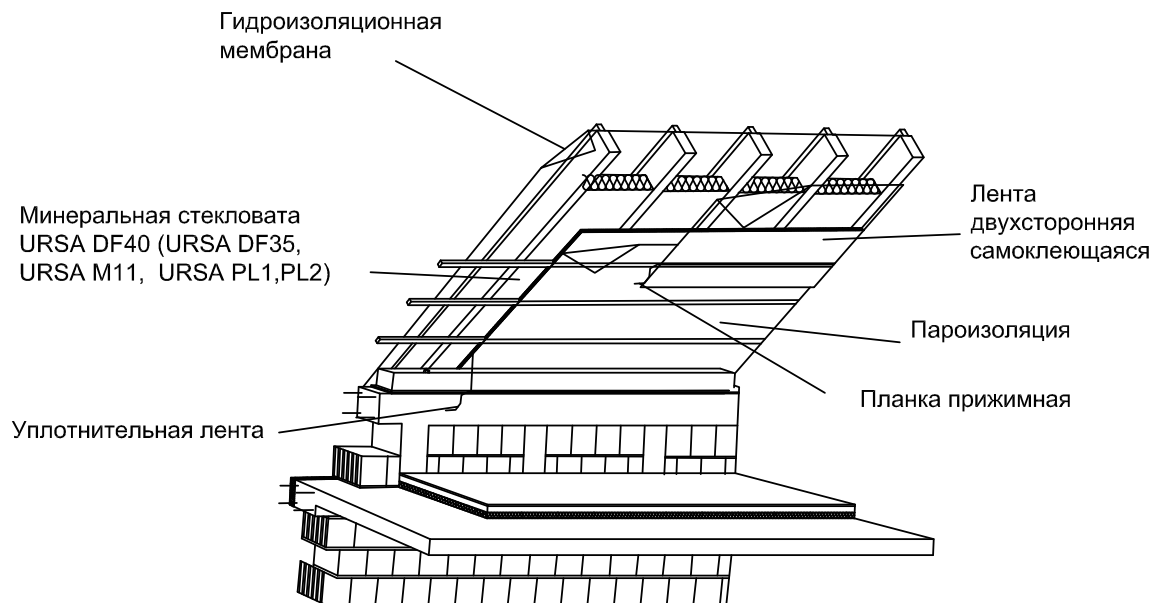 Гидроизоляционная
мембрана
Минеральная стекловата
URSA DF40 (URSA DF35,
URSA M11, URSA PL1,PL2)
Лента
двухсторонняя
самоклеющаяся
Пароизоляция
Планка прижимная
Уплотнительная лента